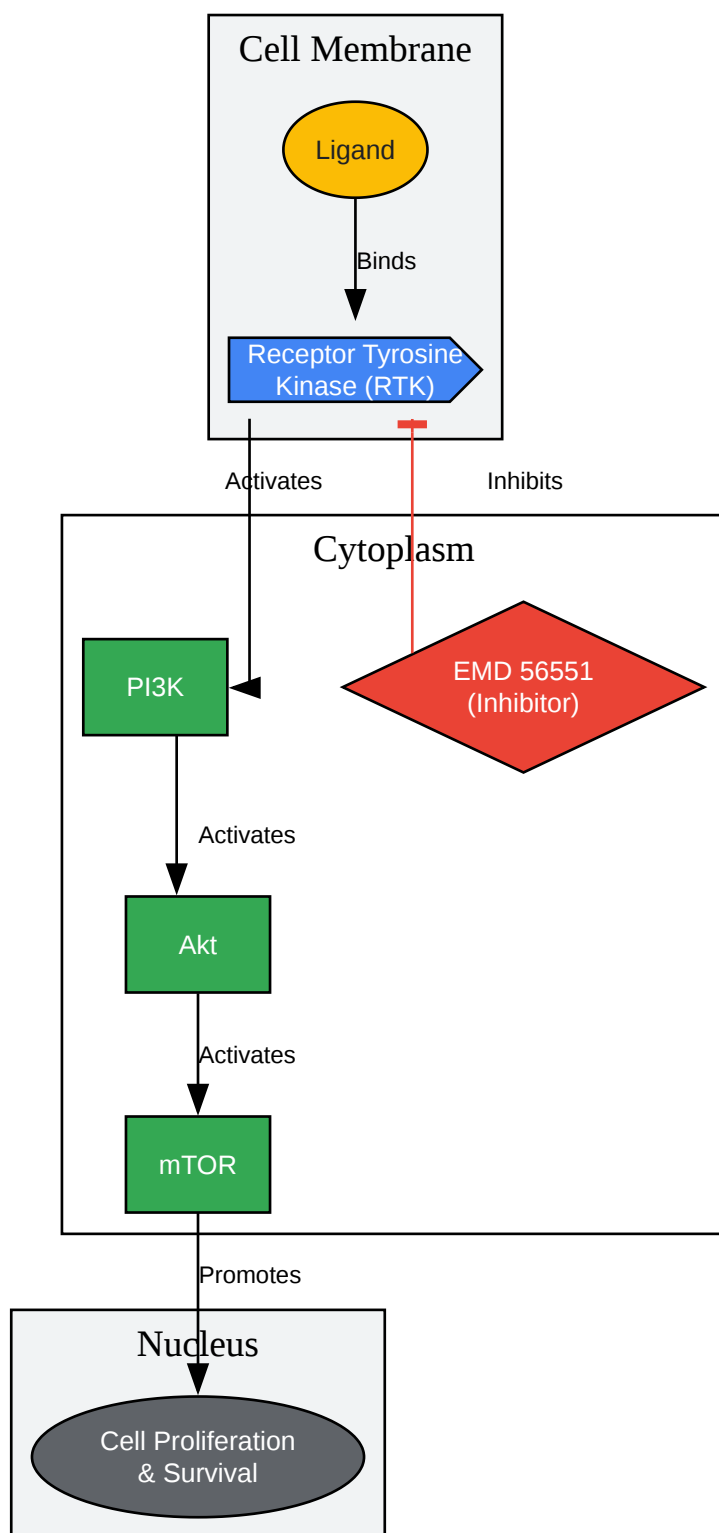 Cell Membrane
Ligand
Binds
Receptor Tyrosine
Kinase (RTK)
Activates
Inhibits
Cytoplasm
PI3K
EMD 56551
(Inhibitor)
Activates
Akt
Activates
mTOR
Promotes
Nucleus
Cell Proliferation
& Survival